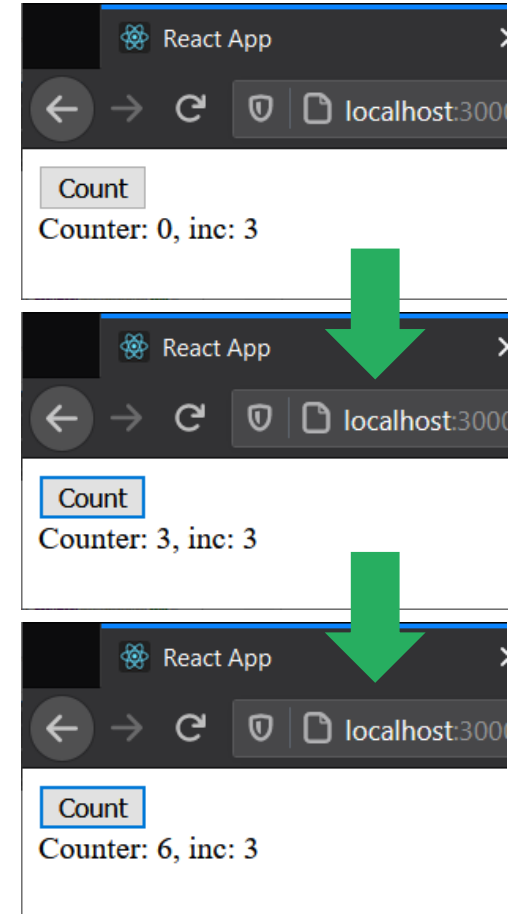 React App
localhost:3000
Count
Counter: 0, inc: 3
React App
localhost:3000
Count
Counter: 3, inc: 3
React App
localhost:3000
Count
Counter: 6, inc: 3